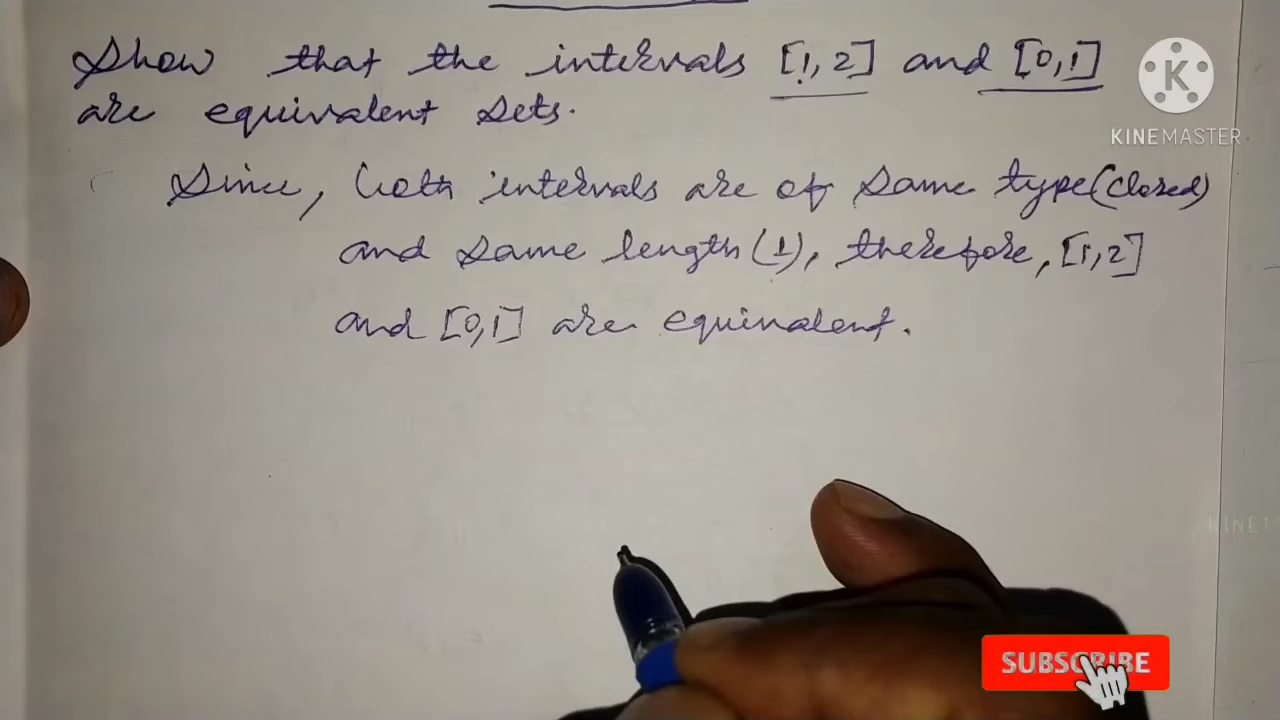 Show that the intervals [1, 2] and [0, 1]
are equivalent sets.
Since, both intervals are of same type (closed)
and same length (1), therefore, [1, 2]
and [0, 1] are equivalent.
K
KINEMASTER
KINEM
SUBSCRIBE